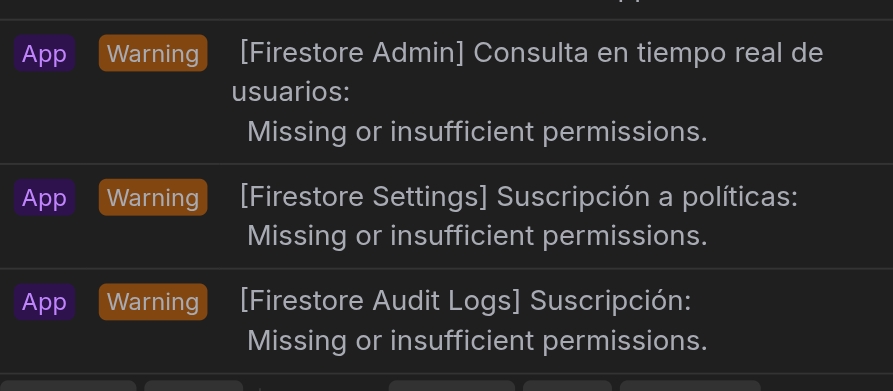 App Warning [Firestore Admin] Consulta en tiempo real de
usuarios:
Missing or insufficient permissions.
App Warning [Firestore Settings] Suscripción a políticas:
Missing or insufficient permissions.
App Warning [Firestore Audit Logs] Suscripción:
Missing or insufficient permissions.